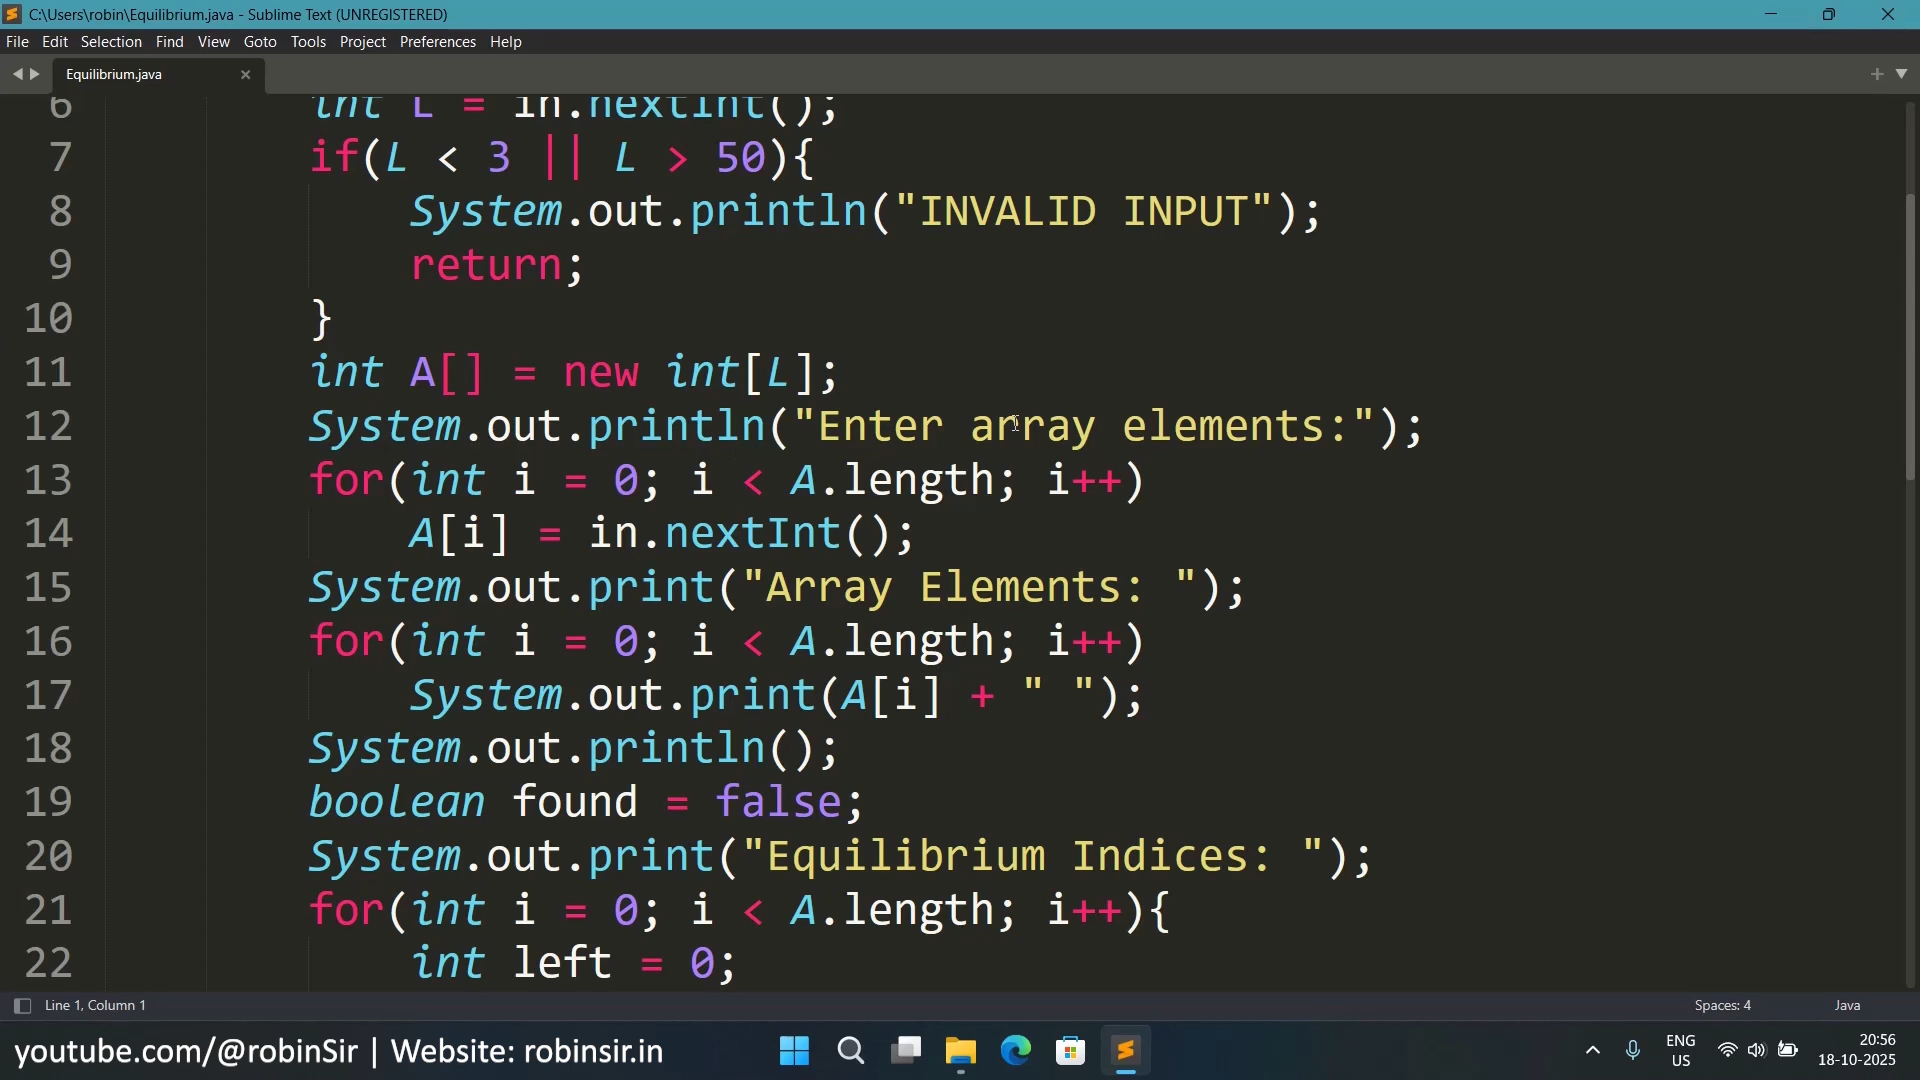 C:\Users\robin\Equilibrium.java - Sublime Text (UNREGISTERED)
File Edit Selection Find View Goto Tools Project Preferences Help
Equilibrium.java
6 int L = in.nextInt();
7 if(L < 3 || L > 50){
8 System.out.println("INVALID INPUT");
9 return;
10 }
11 int A[] = new int[L];
12 System.out.println("Enter array elements:");
13 for(int i = 0; i < A.length; i++)
14 A[i] = in.nextInt();
15 System.out.print("Array Elements: ");
16 for(int i = 0; i < A.length; i++)
17 System.out.print(A[i] + " ");
18 System.out.println();
19 boolean found = false;
20 System.out.print("Equilibrium Indices: ");
21 for(int i = 0; i < A.length; i++){
22 int left = 0;
Line 1, Column 1 Spaces: 4 Java
youtube.com/@robinSir | Website: robinsir.in
ENG
US
20:56
18-10-2025